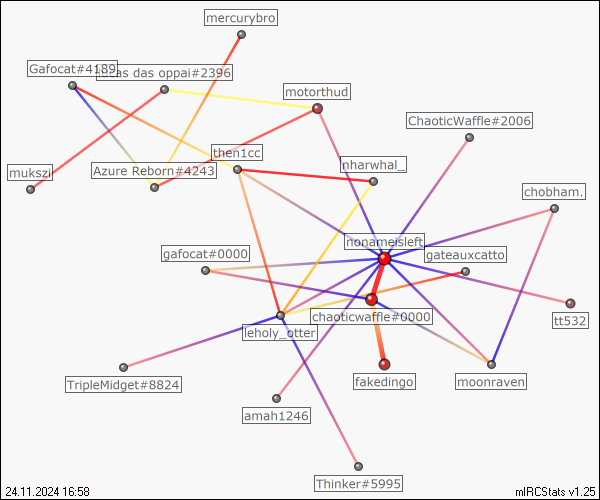 mercurybro
Gafocat#4189
das oppai#2396
motorthud
ChaoticWaffle#2006
then1cc
nharwhal_
mukszi
Azure Reborn#4243
chobham.
nonameisleft
gafocat#0000
gateauxcatto
chaoticwaffle#0000
tt532
leholy_otter
TripleMidget#8824
fakedingo
moonraven
amah1246
Thinker#5995
24.11.2024 16:58
mIRCStats v1.25